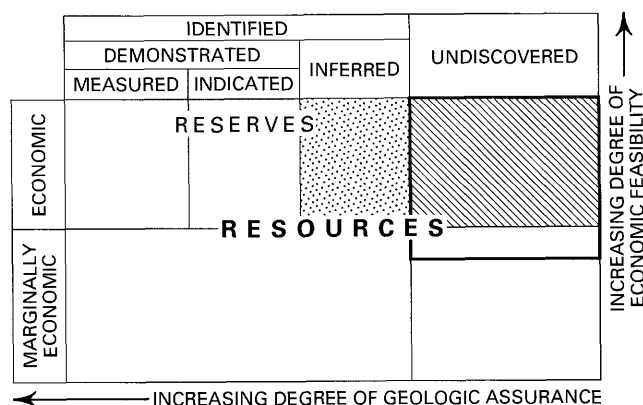 IDENTIFIED
UNDISCOVERED
DEMONSTRATED
INFERRED
MEASURED
INDICATED
ECONOMIC
RESERVES
RESOURCES
MARGINALLY
ECONOMIC
INCREASING DEGREE OF
ECONOMIC FEASIBILITY
INCREASING DEGREE OF GEOLOGIC ASSURANCE